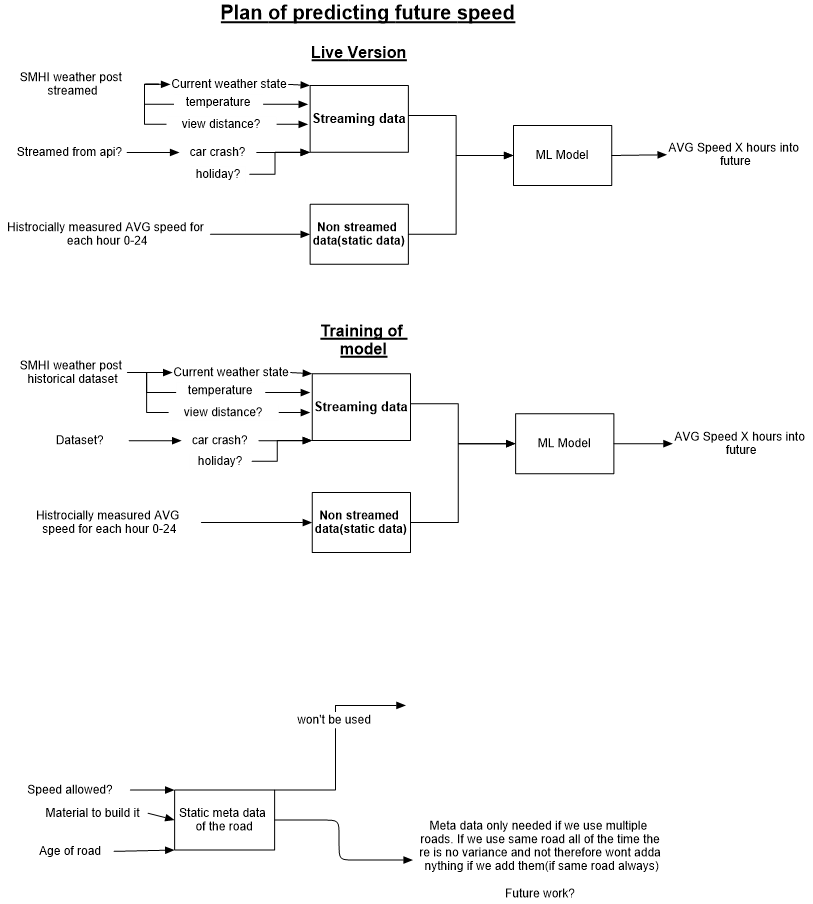 Plan of predicting future speed
Live Version
SMHI weather post
streamed
Current weather state
temperature
view distance?
Streamed from api?
car crash?
holiday?
Streaming data
ML Model
AVG Speed X hours into
future
Histrocially measured AVG speed for
each hour 0-24
Non streamed
data(static data)
Training of
model
SMHI weather post
historical dataset
Current weather state
temperature
view distance?
Dataset?
car crash?
holiday?
Streaming data
ML Model
AVG Speed X hours into
future
Histrocially measured AVG
speed for each hour 0-24
Non streamed
data(static data)
won't be used
Speed allowed?
Material to build it
Age of road
Static meta data
of the road
Meta data only needed if we use multiple
roads. If we use same road all of the time the
re is no variance and not therefore wont adda
nything if we add them(if same road always)
Future work?